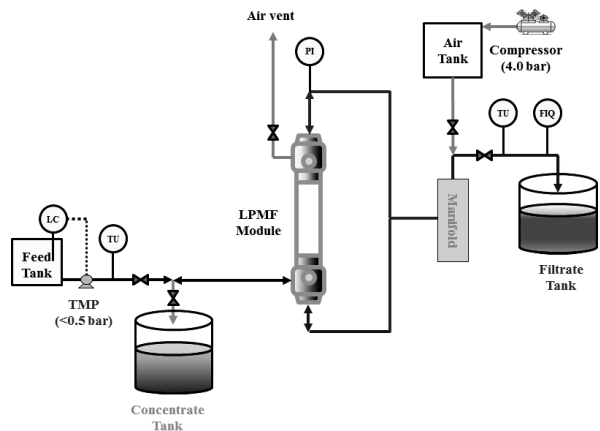 Air vent
PI
Air
Tank
Compressor
(4.0 bar)
TU
FIQ
LPMF
Module
Manifold
LC
TU
Feed
Tank
TMP
(<0.5 bar)
Filtrate
Tank
Concentrate
Tank